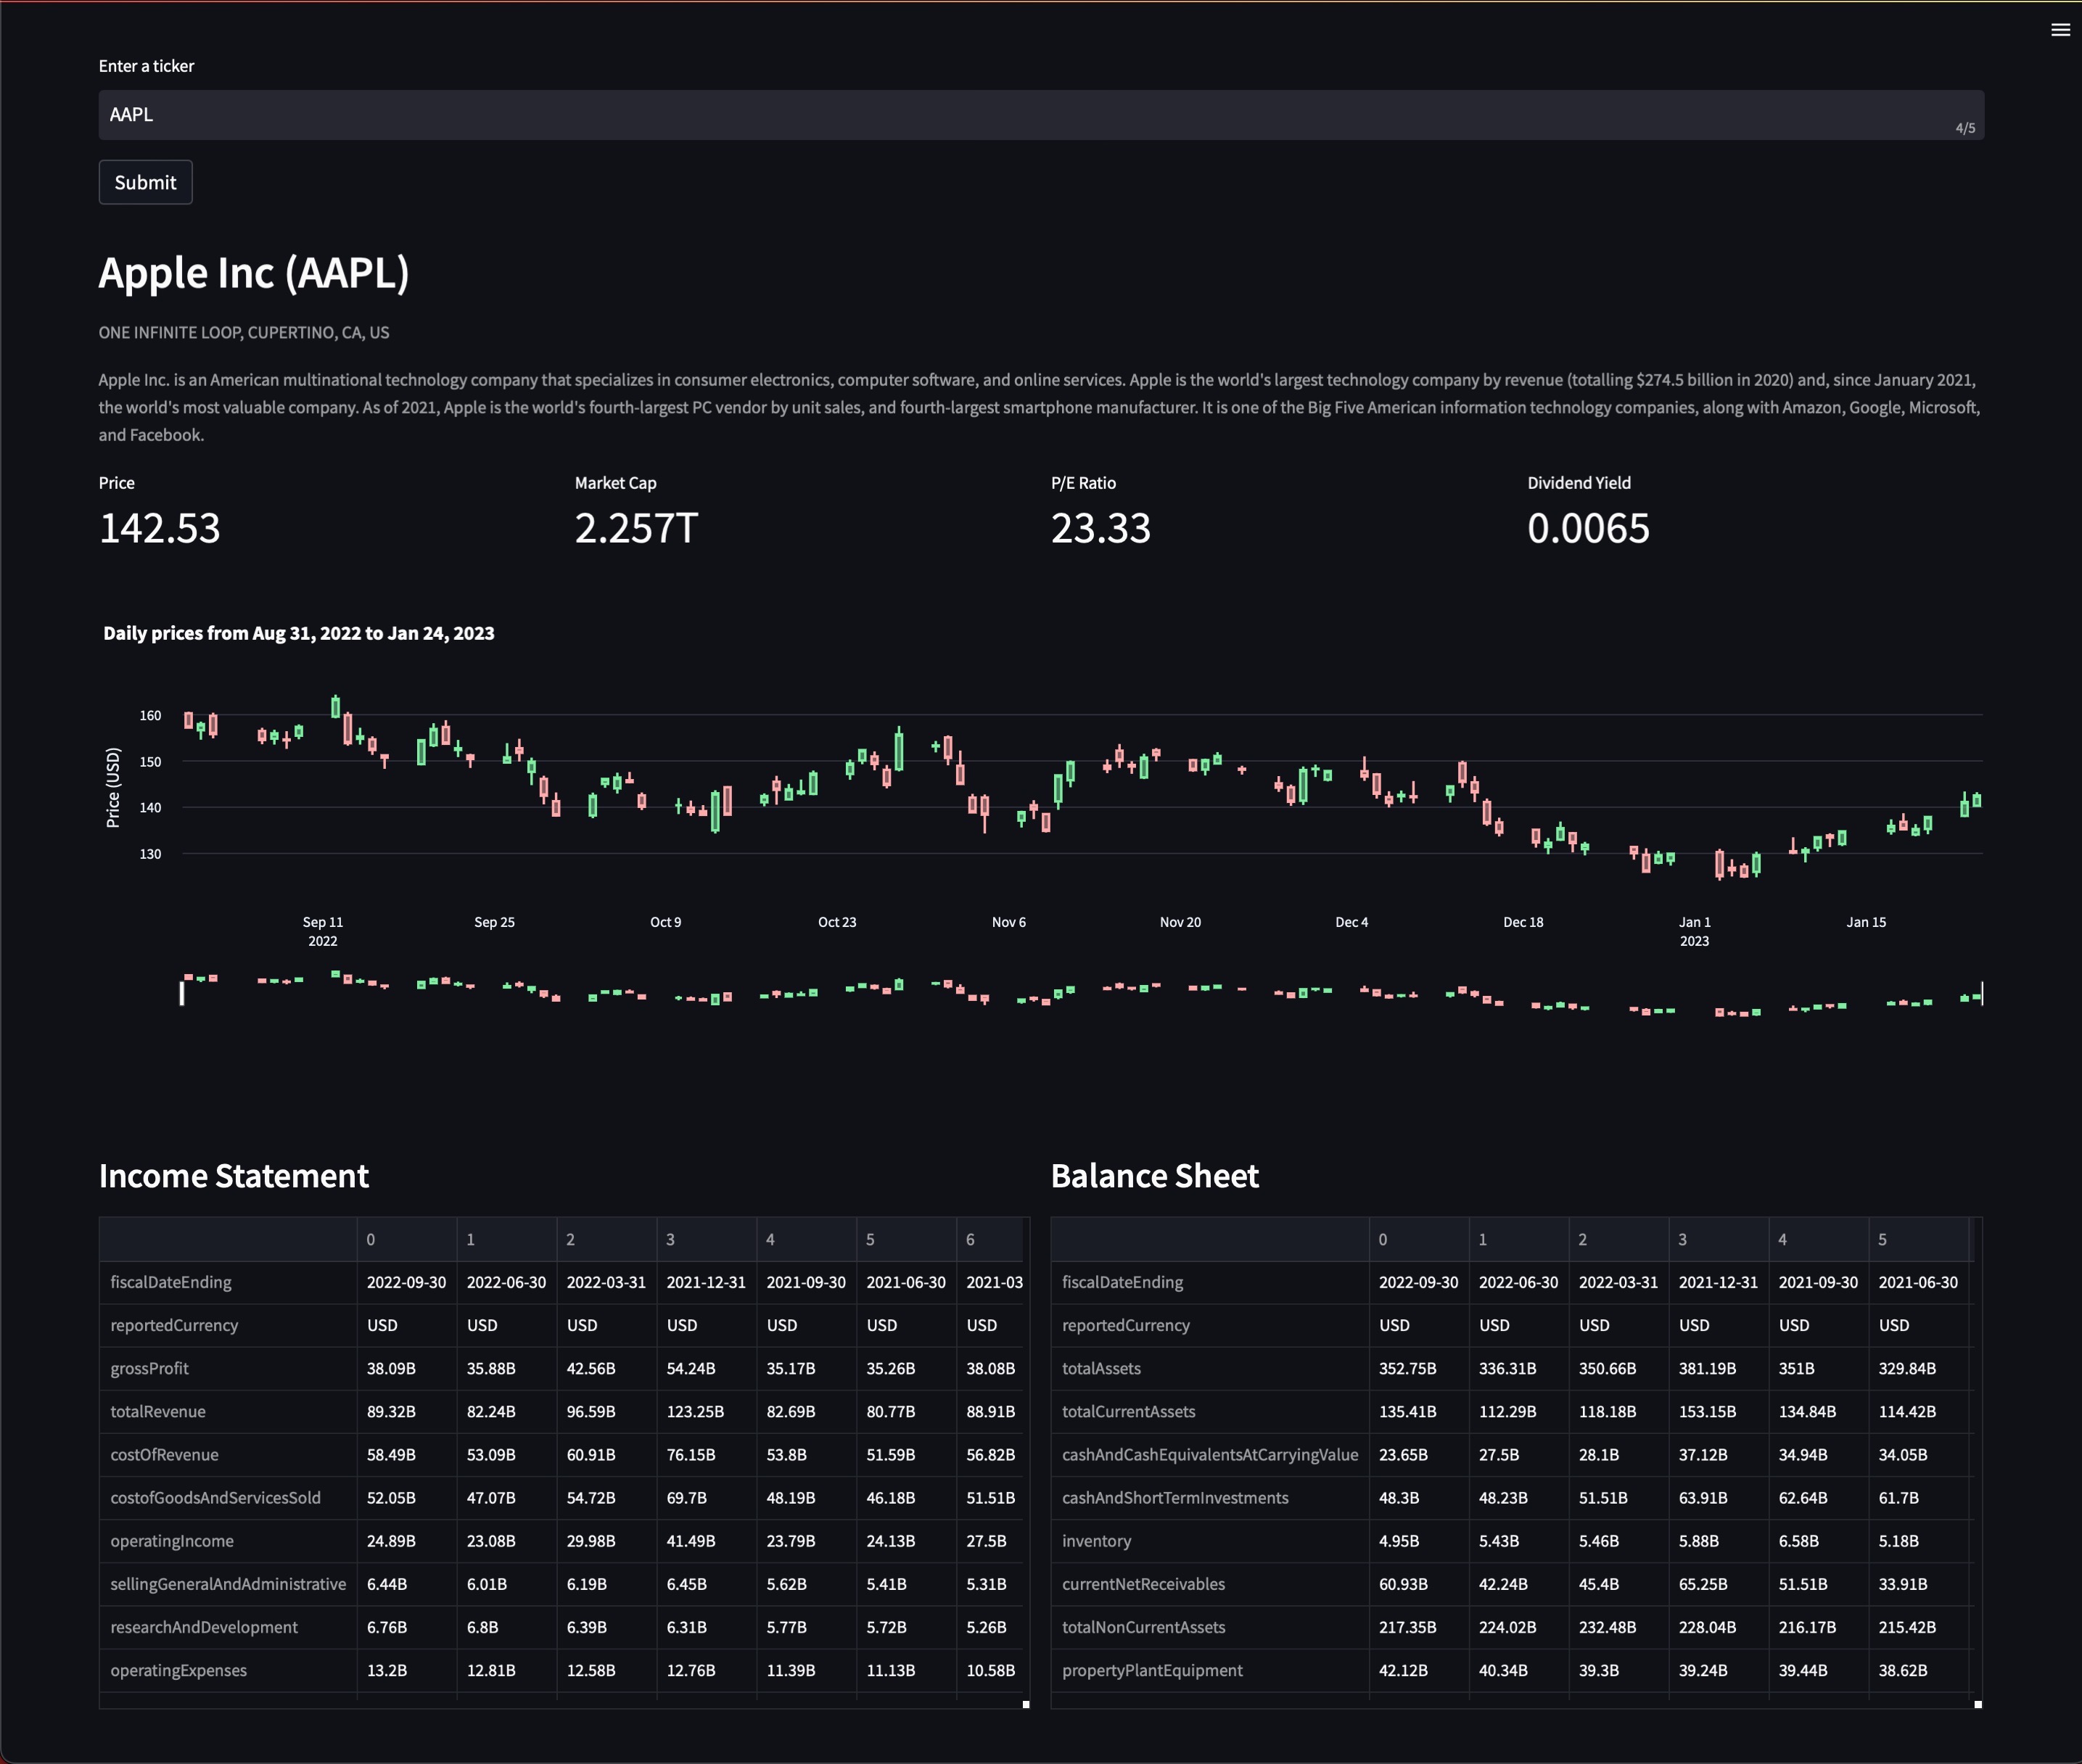 Enter a ticker
AAPL
4/5
Submit
Apple Inc (AAPL)
ONE INFINITE LOOP, CUPERTINO, CA, US
Apple Inc. is an American multinational technology company that specializes in consumer electronics, computer software, and online services. Apple is the world's largest technology company by revenue (totalling $274.5 billion in 2020) and, since January 2021,
the world's most valuable company. As of 2021, Apple is the world's fourth-largest PC vendor by unit sales, and fourth-largest smartphone manufacturer. It is one of the Big Five American information technology companies, along with Amazon, Google, Microsoft,
and Facebook.
Price Market Cap P/E Ratio Dividend Yield
142.53 2.257T 23.33 0.0065
Daily prices from Aug 31, 2022 to Jan 24, 2023
Price (USD)
160
150
140
130
Sep 11 Sep 25 Oct 9 Oct 23 Nov 6 Nov 20 Dec 4 Dec 18 Jan 1 Jan 15
2022 2023
Income Statement
0 1 2 3 4 5 6
fiscalDateEnding 2022-09-30 2022-06-30 2022-03-31 2021-12-31 2021-09-30 2021-06-30 2021-03
reportedCurrency USD USD USD USD USD USD USD
grossProfit 38.09B 35.88B 42.56B 54.24B 35.17B 35.26B 38.08B
totalRevenue 89.32B 82.24B 96.59B 123.25B 82.69B 80.77B 88.91B
costOfRevenue 58.49B 53.09B 60.91B 76.15B 53.8B 51.59B 56.82B
costofGoodsAndServicesSold 52.05B 47.07B 54.72B 69.7B 48.19B 46.18B 51.51B
operatingIncome 24.89B 23.08B 29.98B 41.49B 23.79B 24.13B 27.5B
sellingGeneralAndAdministrative 6.44B 6.01B 6.19B 6.45B 5.62B 5.41B 5.31B
researchAndDevelopment 6.76B 6.8B 6.39B 6.31B 5.77B 5.72B 5.26B
operatingExpenses 13.2B 12.81B 12.58B 12.76B 11.39B 11.13B 10.58B
Balance Sheet
0 1 2 3 4 5
fiscalDateEnding 2022-09-30 2022-06-30 2022-03-31 2021-12-31 2021-09-30 2021-06-30
reportedCurrency USD USD USD USD USD USD
totalAssets 352.75B 336.31B 350.66B 381.19B 351B 329.84B
totalCurrentAssets 135.41B 112.29B 118.18B 153.15B 134.84B 114.42B
cashAndCashEquivalentsAtCarryingValue 23.65B 27.5B 28.1B 37.12B 34.94B 34.05B
cashAndShortTermInvestments 48.3B 48.23B 51.51B 63.91B 62.64B 61.7B
inventory 4.95B 5.43B 5.46B 5.88B 6.58B 5.18B
currentNetReceivables 60.93B 42.24B 45.4B 65.25B 51.51B 33.91B
totalNonCurrentAssets 217.35B 224.02B 232.48B 228.04B 216.17B 215.42B
propertyPlantEquipment 42.12B 40.34B 39.3B 39.24B 39.44B 38.62B